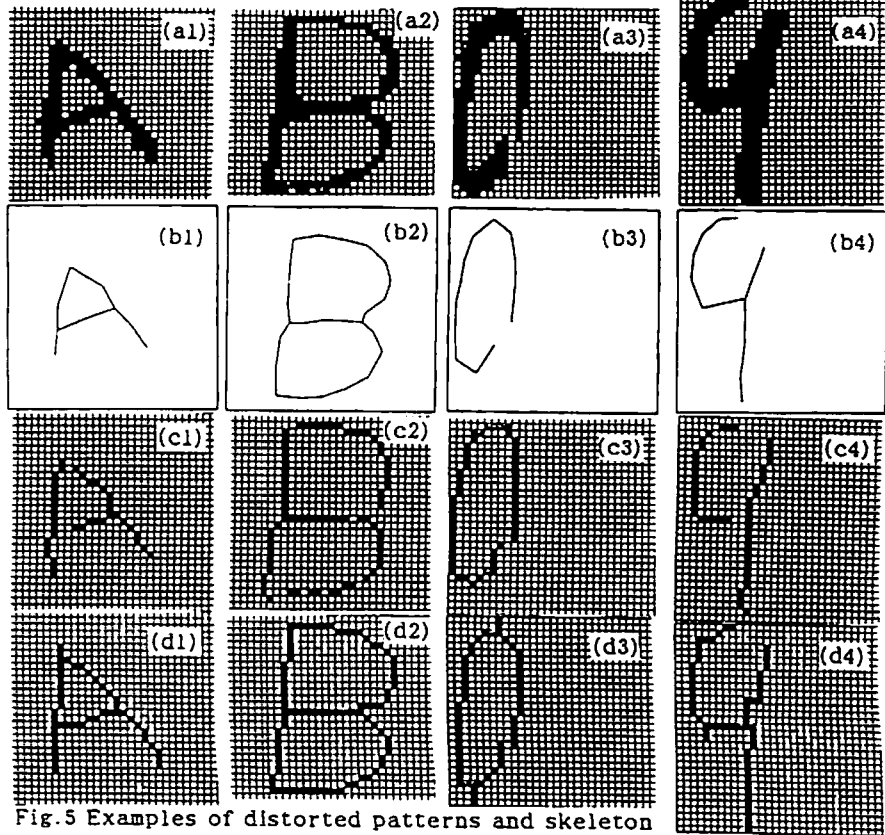 (a1) (a2) (a3) (a4)
(b1) (b2) (b3) (b4)
(c1) (c2) (c3) (c4)
(d1) (d2) (d3) (d4)
Fig.5 Examples of distorted patterns and skeleton